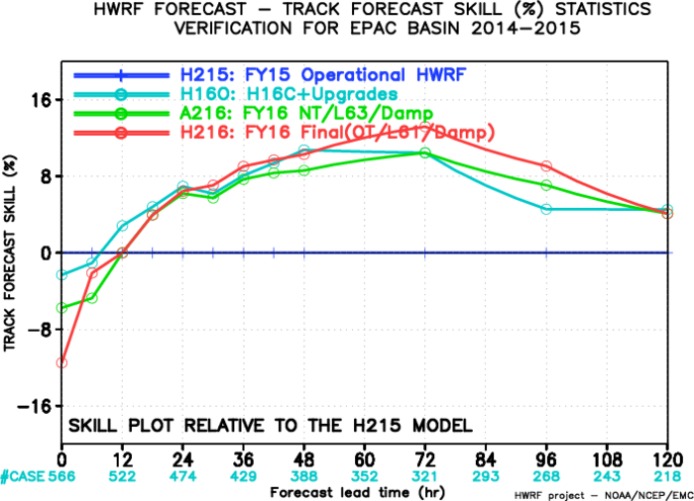 HWRF FORECAST – TRACK FORECAST SKILL (%) STATISTICS
VERIFICATION FOR EPAC BASIN 2014–2015
H215: FY15 Operational HWRF
H16O: H16C+Upgrades
A216: FY16 NT/L63/Damp
H216: FY16 Final(OT/L61/Damp)
TRACK FORECAST SKILL (%)
16
8
0
–8
–16
SKILL PLOT RELATIVE TO THE H215 MODEL
0 12 24 36 48 60 72 84 96 108 120
#CASE 566 522 474 429 388 352 321 293 268 243 218
Forecast lead time (hr)
HWRF project – NOAA/NCEP/EMC